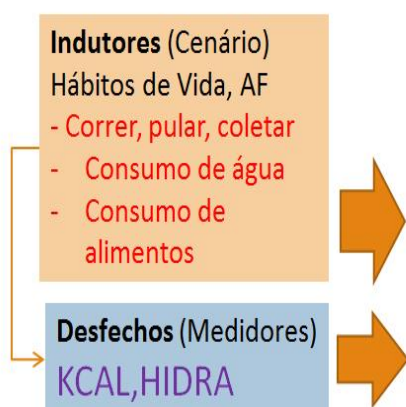 Indutores (Cenário)
Hábitos de Vida, AF
- Correr, pular, coletar
- Consumo de água
- Consumo de
alimentos
Desfechos (Medidores)
KCAL,HIDRA